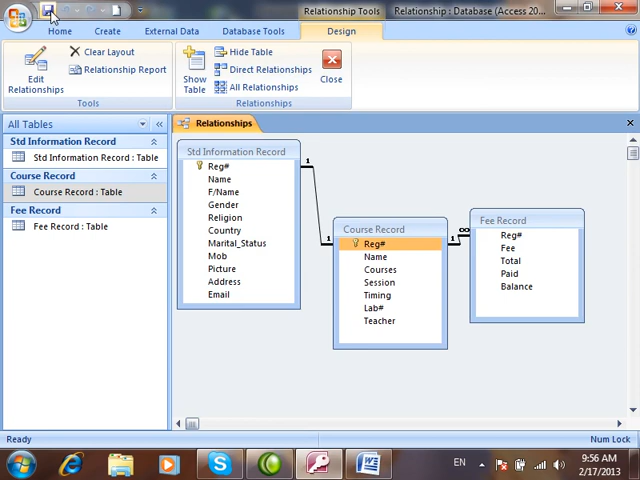 Relationship Tools
Relationship : Database (Access 20...
Home
Create
External Data
Database Tools
Design
Edit
Relationships
Clear Layout
Relationship Report
Tools
Show
Table
Hide Table
Direct Relationships
All Relationships
Close
Relationships
All Tables
Std Information Record
Std Information Record : Table
Course Record
Course Record : Table
Fee Record
Fee Record : Table
Relationships
Std Information Record
Reg#
Name
F/Name
Gender
Religion
Country
Marital_Status
Mob
Picture
Address
Email
1
1
Course Record
Reg#
Name
Courses
Session
Timing
Lab#
Teacher
1
∞
Fee Record
Reg#
Fee
Total
Paid
Balance
Ready
Num Lock
EN
9:56 AM
2/17/2013